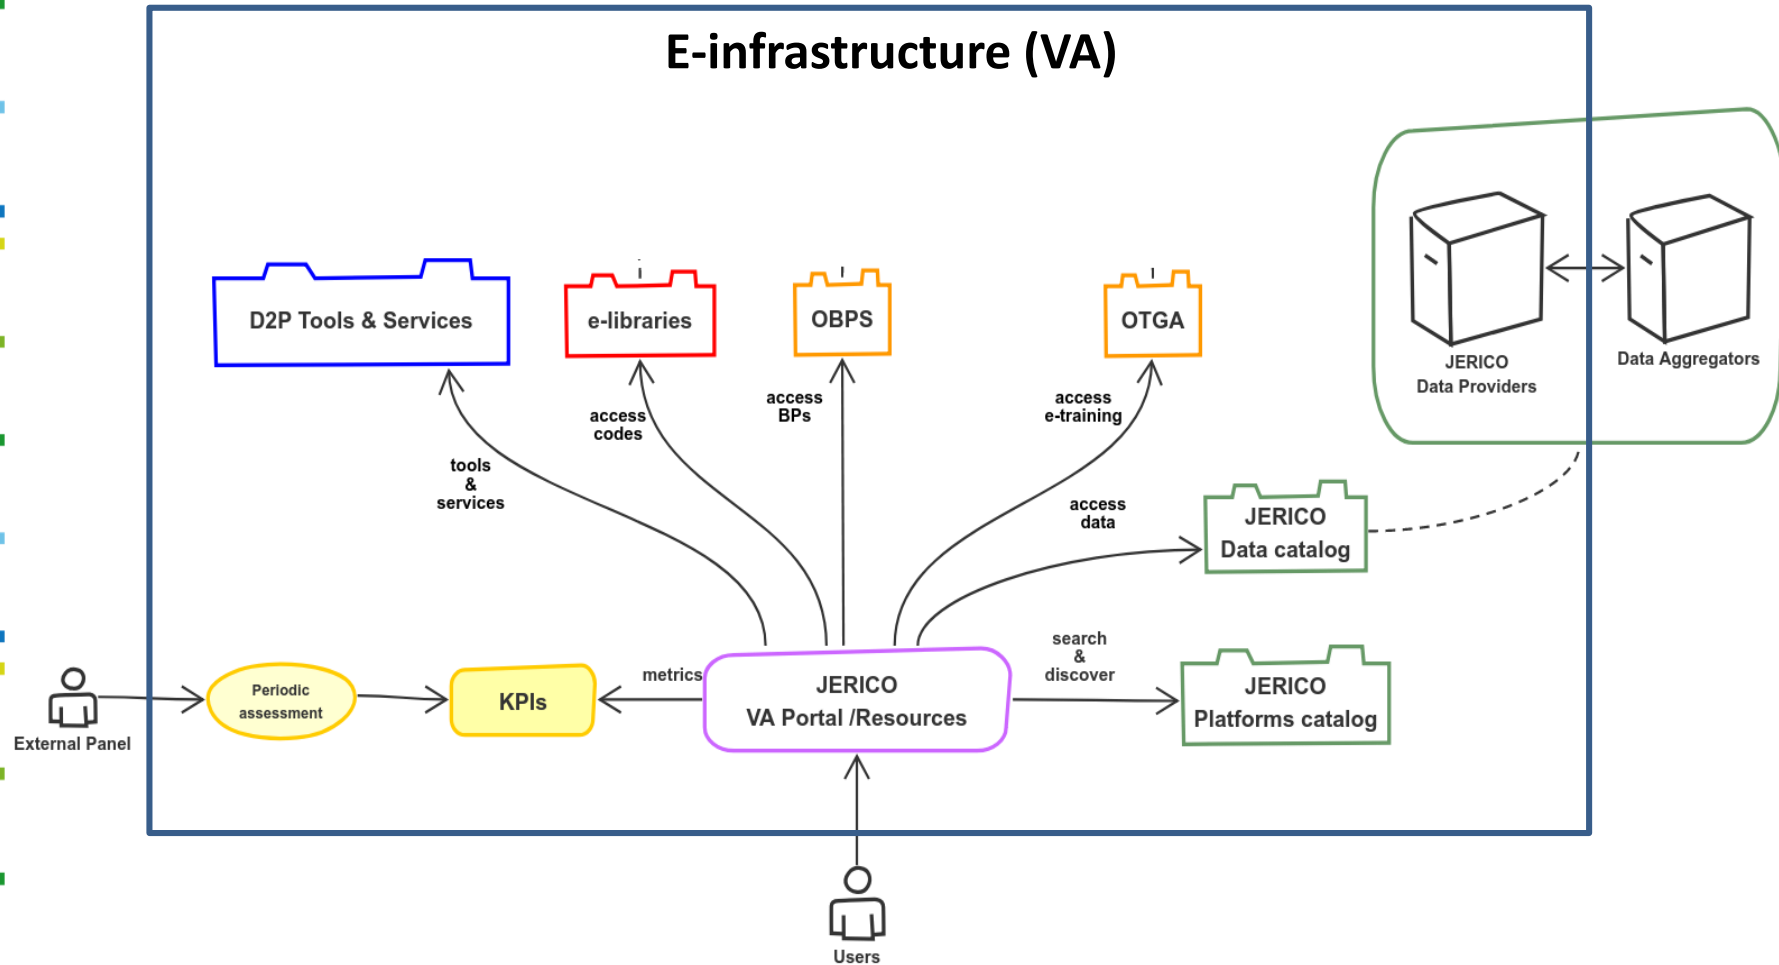 E-infrastructure (VA)
D2P Tools & Services
e-libraries
OBPS
OTGA
JERICO
Data Providers
Data Aggregators
access
codes
access
BPs
access
e-training
tools
&
services
access
data
JERICO
Data catalog
search
&
discover
metrics
JERICO
VA Portal /Resources
JERICO
Platforms catalog
KPIs
Periodic
assessment
External Panel
Users